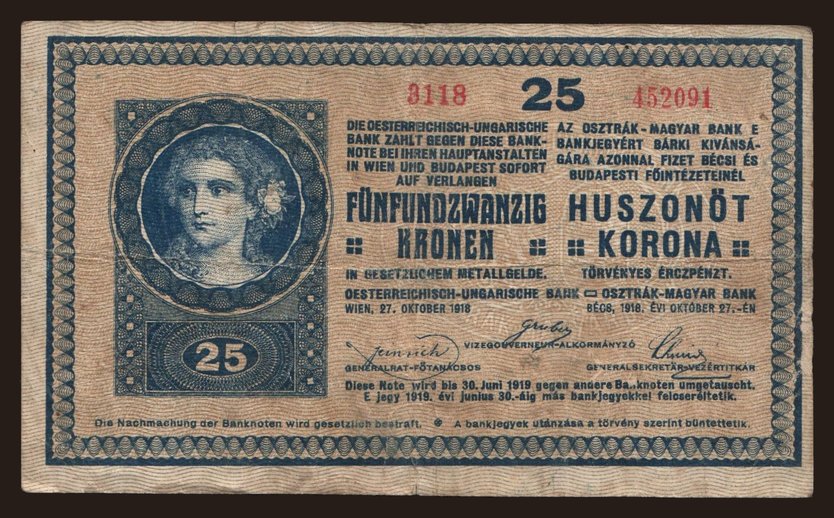 3118 25 452091
DIE OESTERREICHISCH-UNGARISCHE
BANK ZAHLT GEGEN DIESE BANK-
NOTE BEI IHREN HAUPTANSTALTEN
IN WIEN UND BUDAPEST SOFORT
AUF VERLANGEN
FÜNFUNDZWANZIG
KRONEN
IN GESETZLICHEM METALLGELDE.
AZ OSZTRÁK-MAGYAR BANK E
BANKJEGYÉRT BÁRKI KIVÁNSÁ-
GÁRA AZONNAL FIZET BÉCSI ÉS
BUDAPESTI FŐINTÉZETEINÉL
HUSZONÖT
KORONA
TÖRVÉNYES ÉRCZPÉNZT.
OESTERREICHISCH-UNGARISCHE BANK
WIEN, 27. OKTOBER 1918
OSZTRÁK-MAGYAR BANK
BÉCS, 1918. ÉVI OKTÓBER 27.-ÉN
Gruber
VIZEGOUVERNEUR-ALKORMÁNYZÓ
GENERALRAT-FŐTANÁCSOS
GENERALSEKRETÄR-VEZÉRTITKÁR
25
Diese Note wird bis 30. Juni 1919 gegen andere Banknoten umgetauscht.
E jegy 1919. évi junius 30.-áig más bankjegyekkel felcseréltetik.
Die Nachmachung der Banknoten wird gesetzlich bestraft. A bankjegyek utánzása a törvény szerint büntettetik.